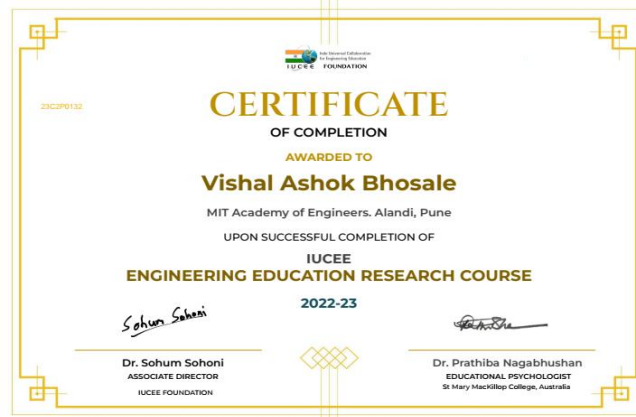 Indo Universal Collaboration
for Engineering Education
IUCEE FOUNDATION
23C2P0132
CERTIFICATE
OF COMPLETION
AWARDED TO
Vishal Ashok Bhosale
MIT Academy of Engineers. Alandi, Pune
UPON SUCCESSFUL COMPLETION OF
IUCEE
ENGINEERING EDUCATION RESEARCH COURSE
2022-23
Sohum Sohoni
Dr. Sohum Sohoni
ASSOCIATE DIRECTOR
IUCEE FOUNDATION
Dr. Prathiba Nagabhushan
EDUCATIONAL PSYCHOLOGIST
St Mary MacKillop College, Australia